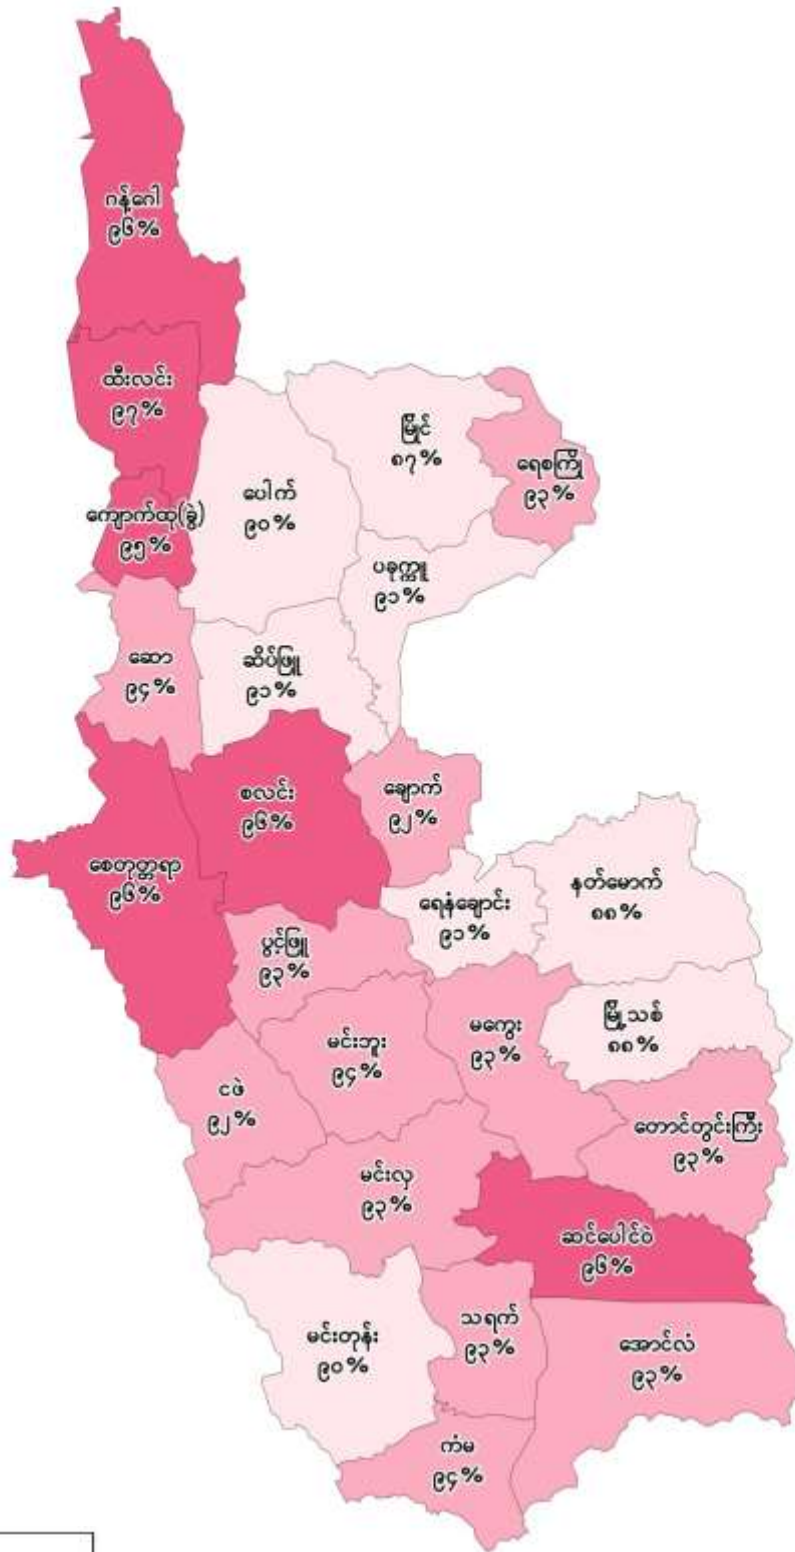 ဂန့်ဂေါ
၉၆%
ထီးလင်း
၉၇%
မြိုင်
၈၇%
ရေစကြို
၉၃%
ပေါက်
၉၀%
ကျောက်ထု(ခွဲ)
၉၅%
ပခုက္ကူ
၉၁%
ဆော
၉၄%
ဆိပ်ဖြူ
၉၁%
စလင်း
၉၆%
ချောက်
၉၂%
စေတုတ္တရာ
၉၆%
နတ်မောက်
၈၈%
ရေနံချောင်း
၉၁%
ပွင့်ဖြူ
၉၃%
မြို့သစ်
၈၈%
မကွေး
၉၃%
မင်းဘူး
၉၄%
ငဖဲ
၉၂%
တောင်တွင်းကြီး
၉၃%
မင်းလှ
၉၃%
ဆင်ပေါင်ဝဲ
၉၆%
သရက်
၉၃%
မင်းတုန်း
၉၀%
အောင်လံ
၉၃%
ကံမ
၉၄%